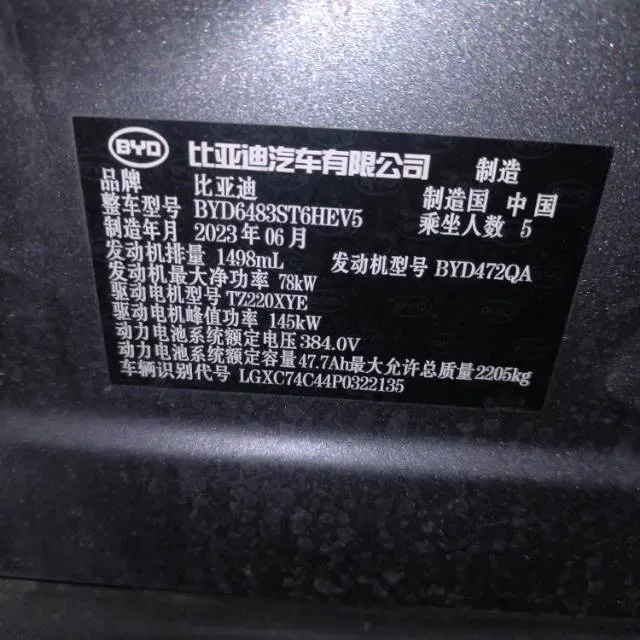 BYD 比亚迪汽车有限公司 制造
品牌 比亚迪 制造国 中国
整车型号 BYD6483ST6HEV5 乘坐人数 5
制造年月 2023年06月
发动机排量 1498mL 发动机型号 BYD472QA
发动机最大净功率 78kW
驱动电机型号 TZ220XYE
驱动电机峰值功率 145kW
动力电池系统额定电压 384.0V
动力电池系统额定容量 47.7Ah 最大允许总质量 2205kg
车辆识别代号 LGXC74C44P0322135